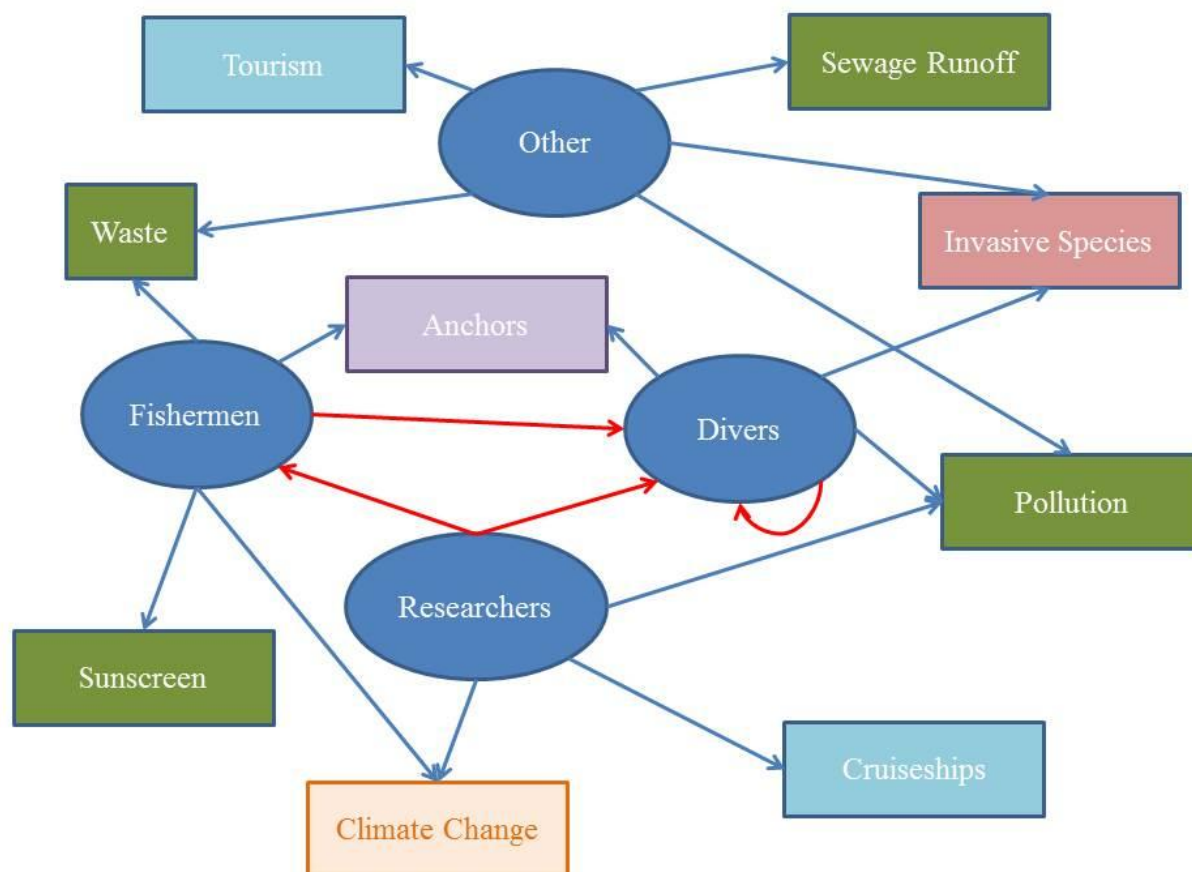 Tourism
Sewage Runoff
Other
Waste
Invasive Species
Anchors
Fishermen
Divers
Pollution
Researchers
Sunscreen
Cruiseships
Climate Change